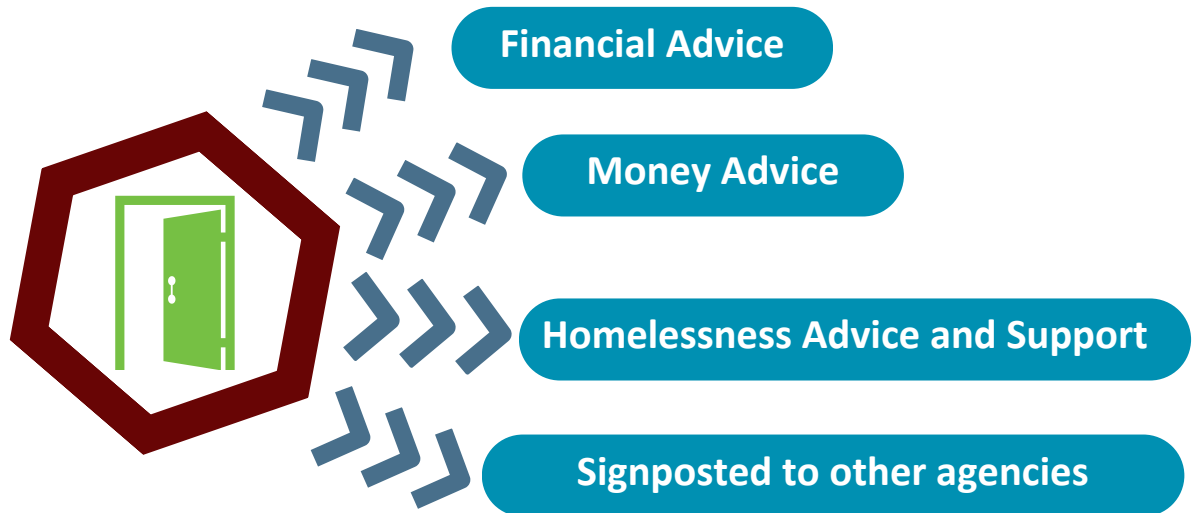 Financial Advice
Money Advice
Homelessness Advice and Support
Signposted to other agencies